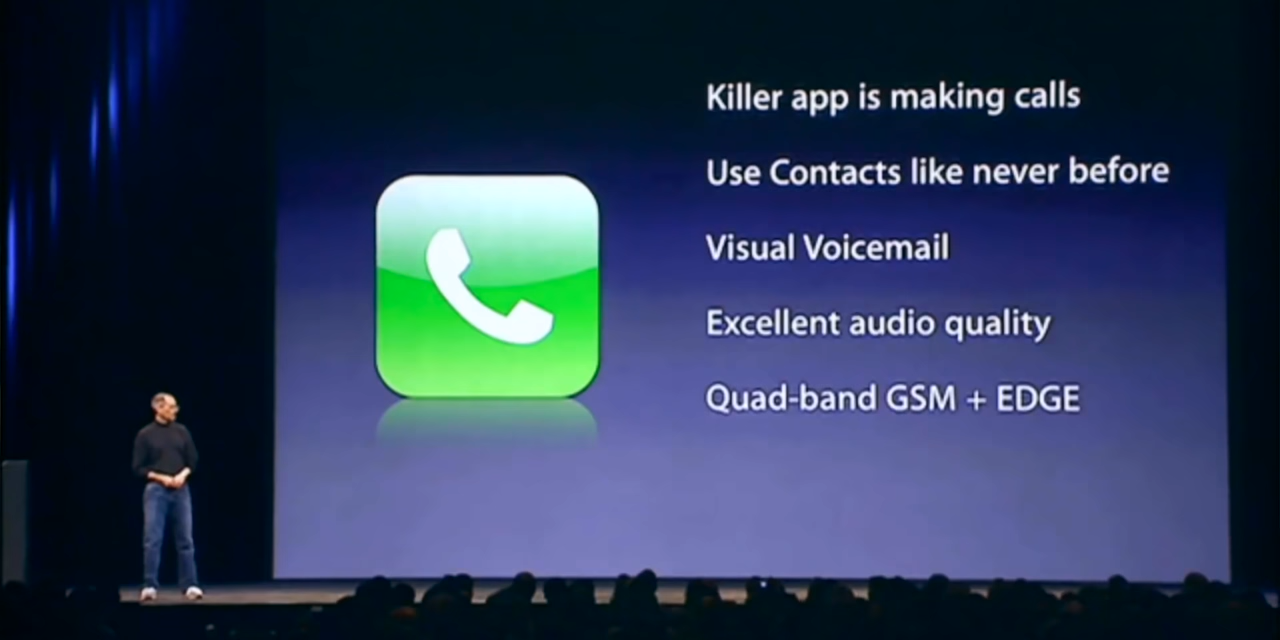 Killer app is making calls
Use Contacts like never before
Visual Voicemail
Excellent audio quality
Quad-band GSM + EDGE